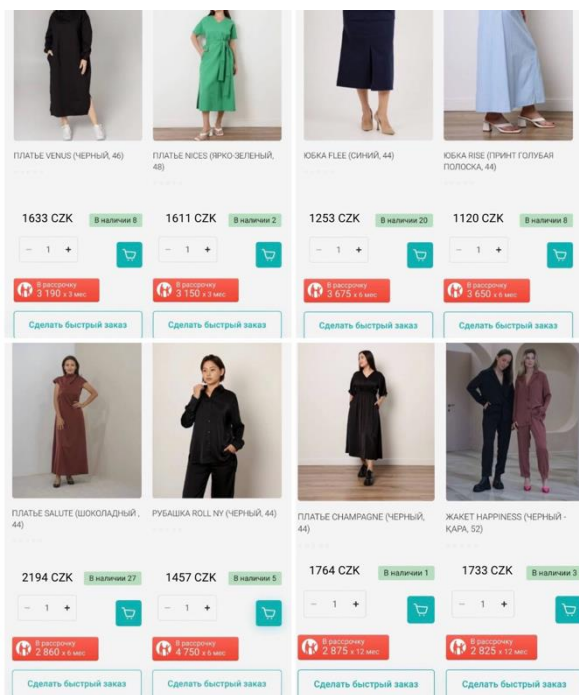 ПЛАТЬЕ VENUS (ЧЕРНЫЙ, 46)
1633 CZK
В наличии 8
− 1 +
В рассрочку
3 190 x 3 мес
Сделать быстрый заказ
ПЛАТЬЕ NICES (ЯРКО-ЗЕЛЕНЫЙ,
48)
1611 CZK
В наличии 2
− 1 +
В рассрочку
3 150 x 3 мес
Сделать быстрый заказ
ЮБКА FLEE (СИНИЙ, 44)
1253 CZK
В наличии 20
− 1 +
В рассрочку
3 675 x 6 мес
Сделать быстрый заказ
ЮБКА RISE (ПРИНТ ГОЛУБАЯ
ПОЛОСКА, 44)
1120 CZK
В наличии 8
− 1 +
В рассрочку
3 650 x 6 мес
Сделать быстрый заказ
ПЛАТЬЕ SALUTE (ШОКОЛАДНЫЙ ,
44)
2194 CZK
В наличии 27
− 1 +
В рассрочку
2 860 x 6 мес
Сделать быстрый заказ
РУБАШКА ROLL NY (ЧЕРНЫЙ, 44)
1457 CZK
В наличии 5
− 1 +
В рассрочку
4 750 x 6 мес
Сделать быстрый заказ
ПЛАТЬЕ CHAMPAGNE (ЧЕРНЫЙ,
44)
1764 CZK
В наличии 1
− 1 +
В рассрочку
2 875 x 12 мес
Сделать быстрый заказ
ЖАКЕТ HAPPINESS (ЧЕРНЫЙ -
ҚАРА, 52)
1733 CZK
В наличии 3
− 1 +
В рассрочку
2 825 x 12 мес
Сделать быстрый заказ